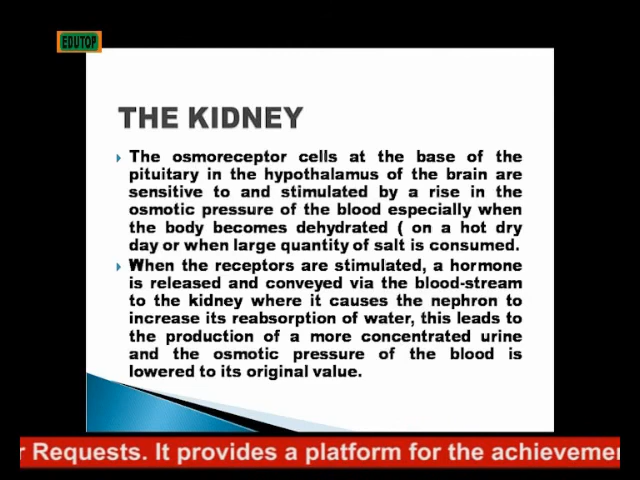 EDUTOP
THE KIDNEY
The osmoreceptor cells at the base of the
pituitary in the hypothalamus of the brain are
sensitive to and stimulated by a rise in the
osmotic pressure of the blood especially when
the body becomes dehydrated ( on a hot dry
day or when large quantity of salt is consumed.
When the receptors are stimulated, a hormone
is released and conveyed via the blood-stream
to the kidney where it causes the nephron to
increase its reabsorption of water, this leads to
the production of a more concentrated urine
and the osmotic pressure of the blood is
lowered to its original value.
r Requests. It provides a platform for the achievemen